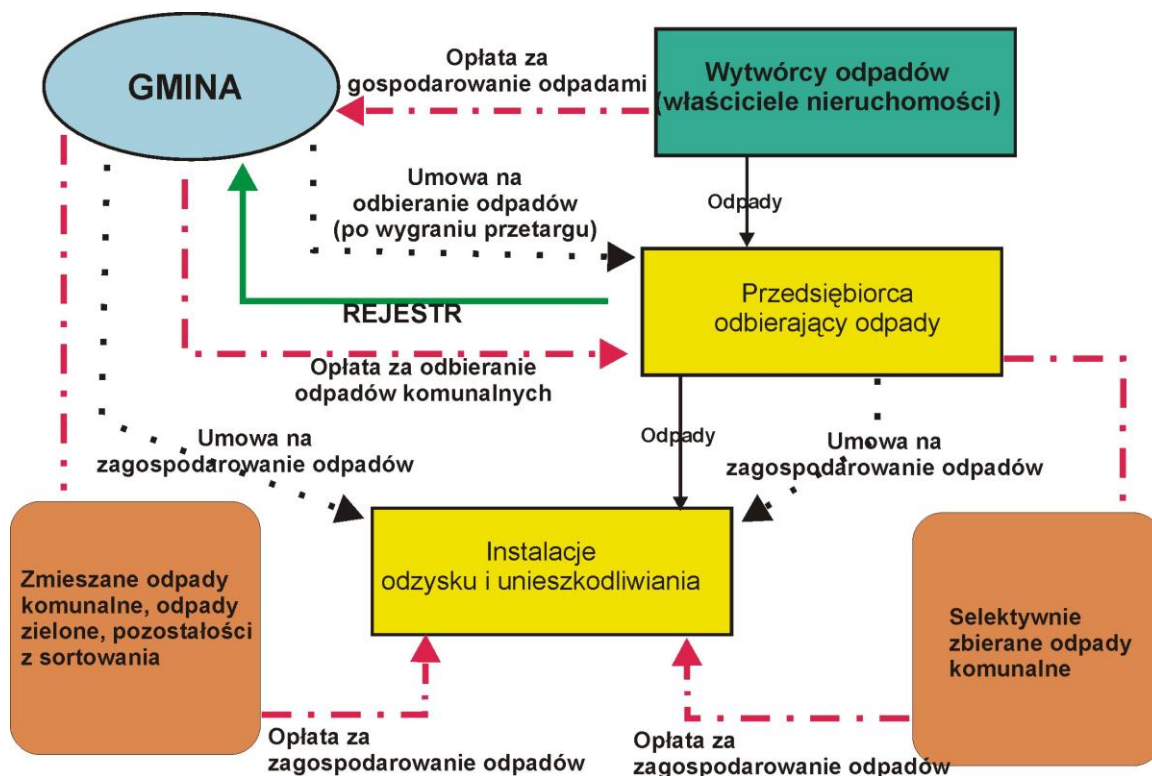 Opłata za
gospodarowanie odpadami
GMINA
Wytwórcy odpadów
(właściciele nieruchomości)
Umowa na
odbieranie odpadów
(po wygraniu przetargu)
Odpady
Przedsiębiorca
odbierający odpady
REJESTR
Opłata za odbieranie
odpadów komunalnych
Umowa na
zagospodarowanie odpadów
Odpady
Umowa na
zagospodarowanie odpadów
Instalacje
odzysku i unieszkodliwiania
Zmieszane odpady
komunalne, odpady
zielone, pozostałości
z sortowania
Selektywnie
zbierane odpady
komunalne
Opłata za
zagospodarowanie odpadów
Opłata za
zagospodarowanie odpadów